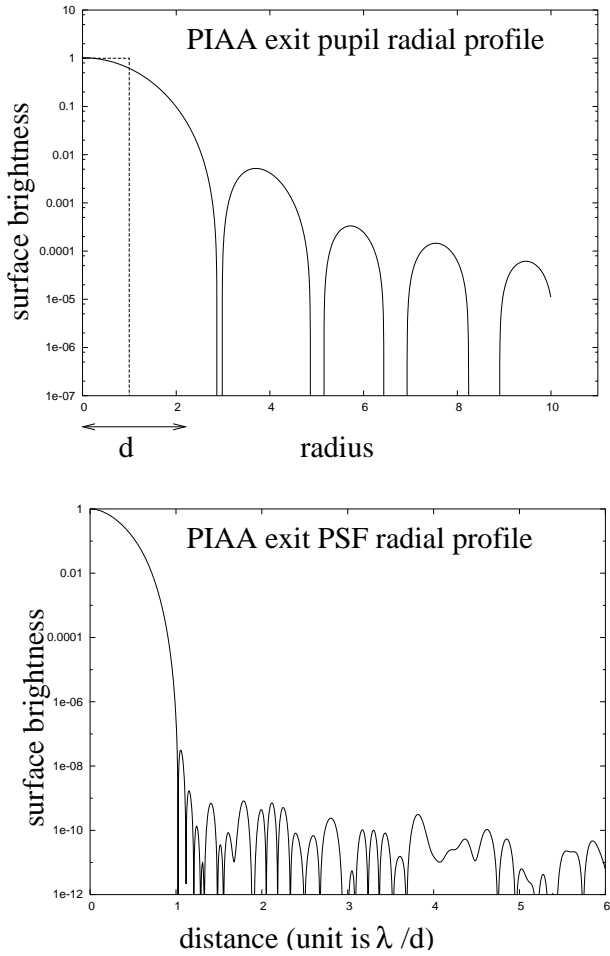 PIAA exit pupil radial profile
surface brightness
10
1
0.1
0.01
0.001
0.0001
1e-05
1e-06
1e-07
0
2
4
6
8
10
d
radius
PIAA exit PSF radial profile
surface brightness
1
0.01
0.0001
1e-06
1e-08
1e-10
1e-12
0
1
2
3
4
5
6
distance (unit is λ /d)